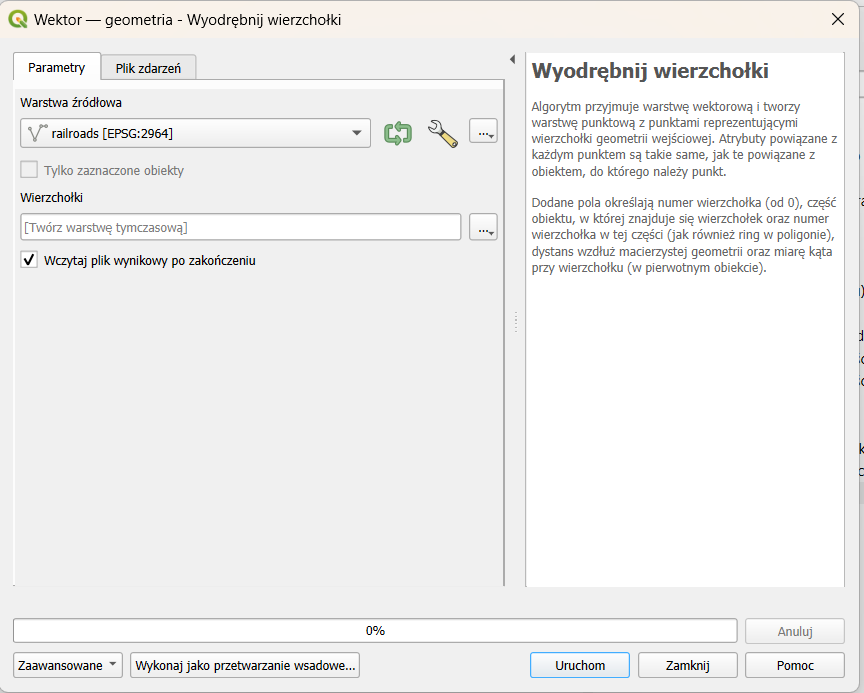 Wektor — geometria - Wyodrębnij wierzchołki
Parametry
Plik zdarzeń
Warstwa źródłowa
railroads [EPSG:2964]
...
Tylko zaznaczone obiekty
Wierzchołki
[Twórz warstwę tymczasową]
...
Wczytaj plik wynikowy po zakończeniu
Wyodrębnij wierzchołki
Algorytm przyjmuje warstwę wektorową i tworzy
warstwę punktową z punktami reprezentującymi
wierzchołki geometrii wejściowej. Atrybuty powiązane z
każdym punktem są takie same, jak te powiązane z
obiektem, do którego należy punkt.
Dodane pola określają numer wierzchołka (od 0), część
obiektu, w której znajduje się wierzchołek oraz numer
wierzchołka w tej części (jak również ring w poligonie),
dystans wzdłuż macierzystej geometrii oraz miarę kąta
przy wierzchołku (w pierwotnym obiekcie).
0%
Anuluj
Zaawansowane
Wykonaj jako przetwarzanie wsadowe...
Uruchom
Zamknij
Pomoc